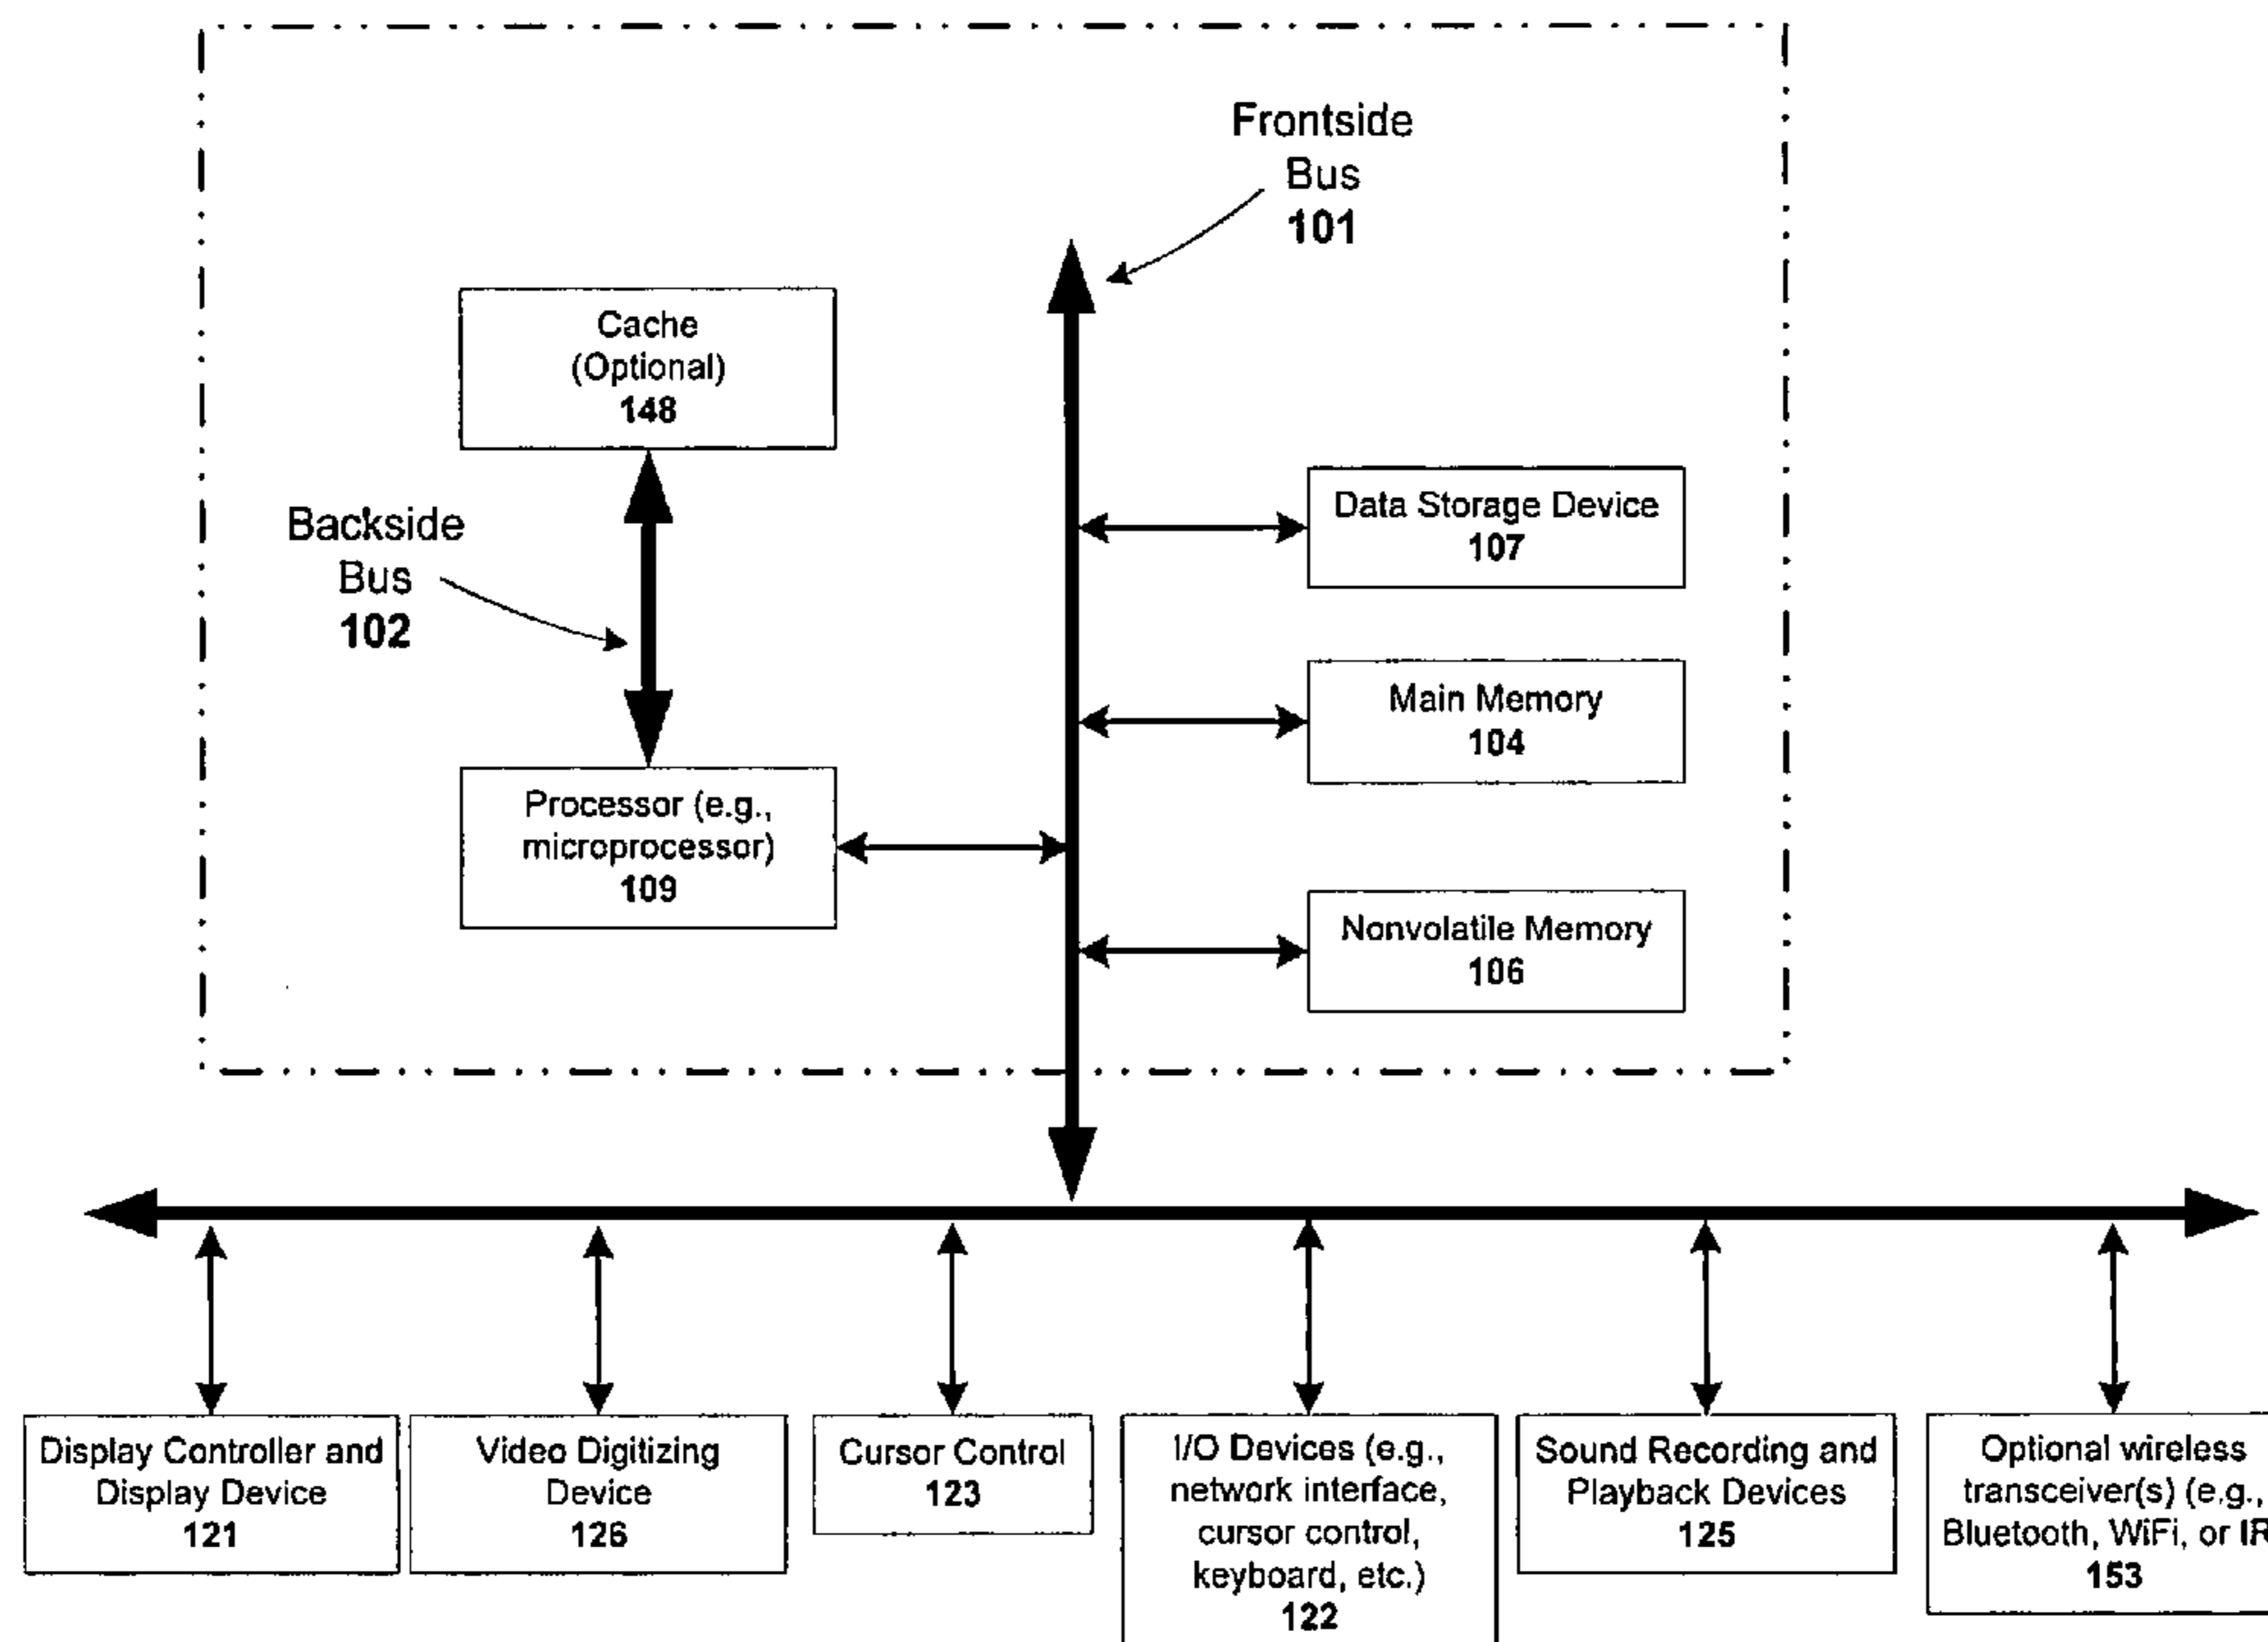 Frontside
Bus
101
Cache
(Optional)
148
Backside
Bus
102
Data Storage Device
107
Main Memory
104
Processor (e.g.,
microprocessor)
109
Nonvolatile Memory
106
Display Controller and
Display Device
121
Video Digitizing
Device
126
Cursor Control
123
I/O Devices (e.g.,
network interface,
cursor control,
keyboard, etc.)
122
Sound Recording and
Playback Devices
125
Optional wireless
transceiver(s) (e.g.,
Bluetooth, WiFi, or IR
153